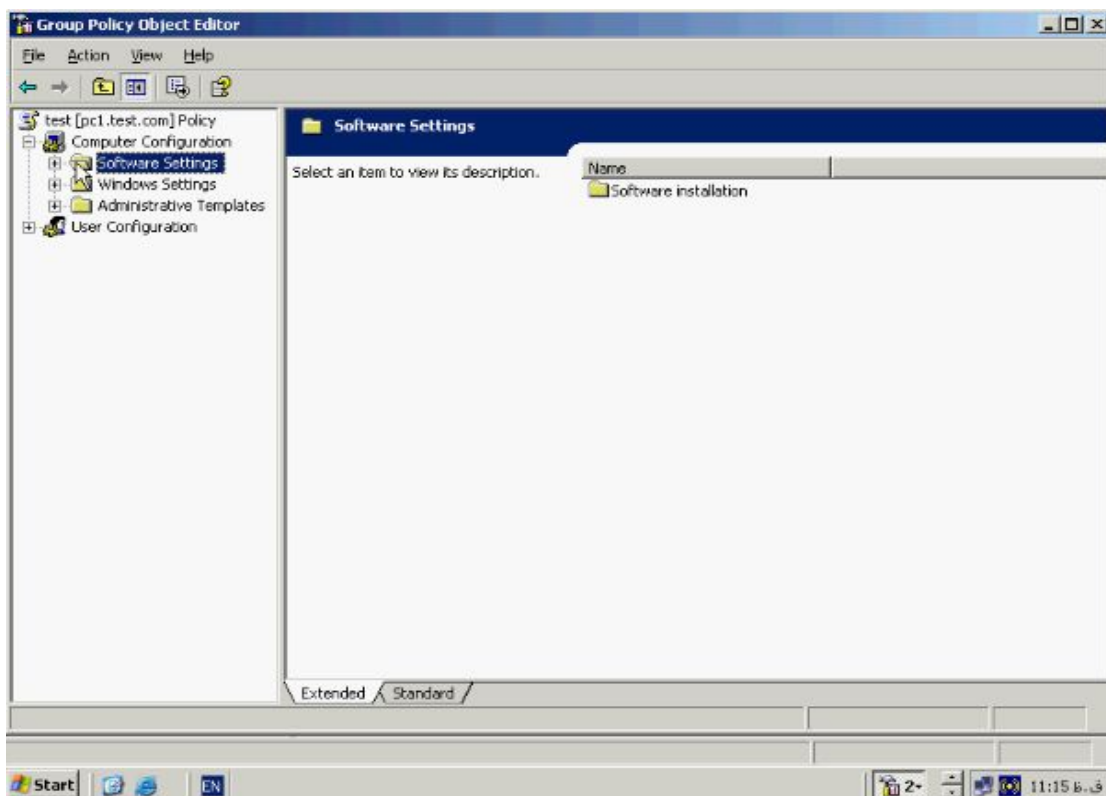 Group Policy Object Editor
File Action View Help
test [pc1.test.com] Policy
Computer Configuration
Software Settings
Windows Settings
Administrative Templates
User Configuration
Software Settings
Select an item to view its description.
Name
Software installation
Extended Standard
Start EN 2 11:15 ق.ظ